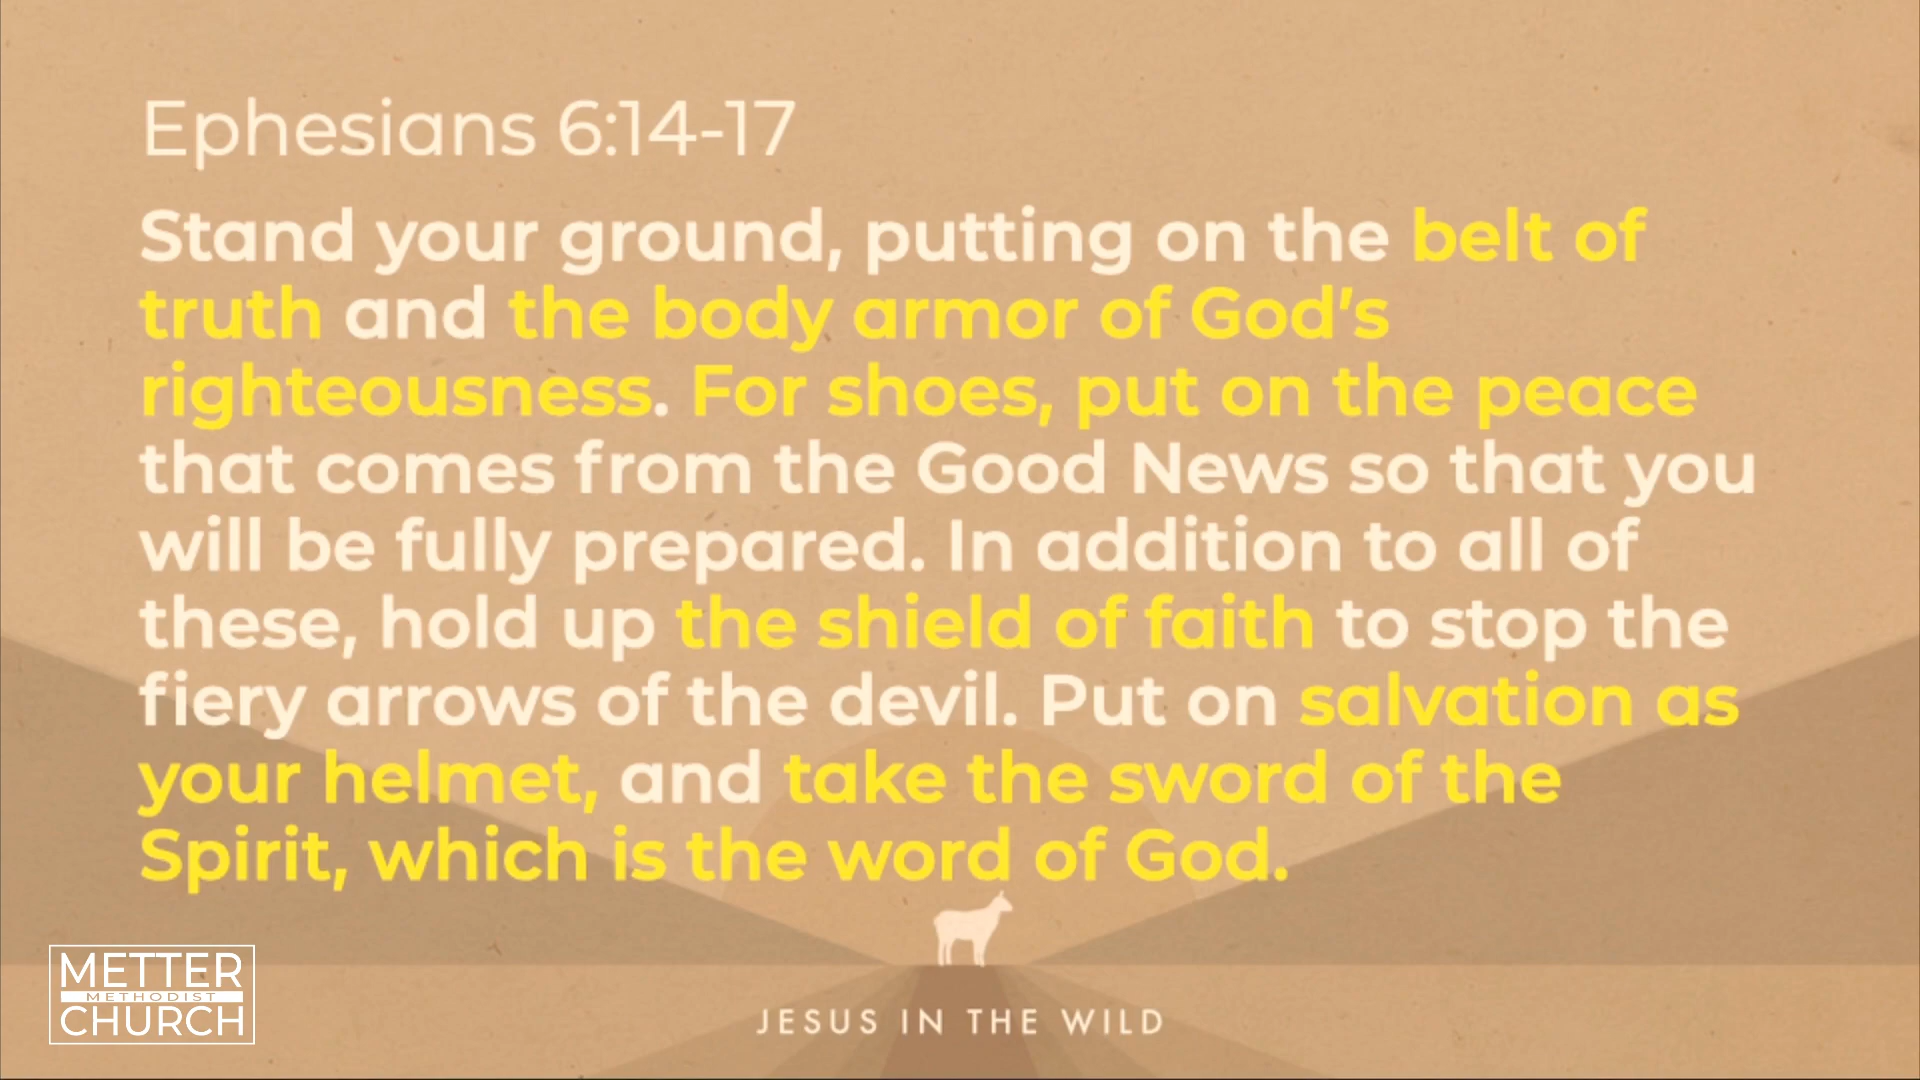 Ephesians 6:14-17
Stand your ground, putting on the belt of
truth and the body armor of God’s
righteousness. For shoes, put on the peace
that comes from the Good News so that you
will be fully prepared. In addition to all of
these, hold up the shield of faith to stop the
fiery arrows of the devil. Put on salvation as
your helmet, and take the sword of the
Spirit, which is the word of God.
METTER
METHODIST
CHURCH
JESUS IN THE WILD